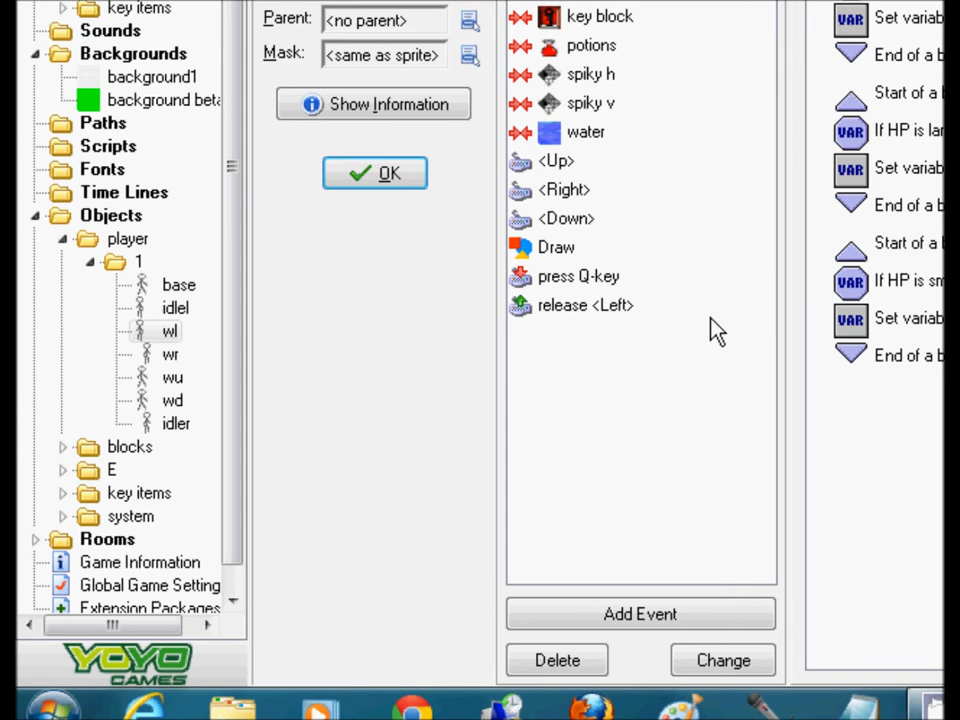 key items
Sounds
Backgrounds
background1
background beta
Paths
Scripts
Fonts
Time Lines
Objects
player
1
base
idlel
wl
wr
wu
wd
idler
blocks
E
key items
system
Rooms
Game Information
Global Game Setting
Extension Packages
YOYO
GAMES
Parent: <no parent>
Mask: <same as sprite>
Show Information
OK
key block
potions
spiky h
spiky v
water
<Up>
<Right>
<Down>
Draw
press Q-key
release <Left>
Add Event
Delete Change
VAR Set variab
End of a b
Start of a b
VAR If HP is lar
VAR Set variab
End of a b
Start of a b
VAR If HP is sm
VAR Set variab
End of a b